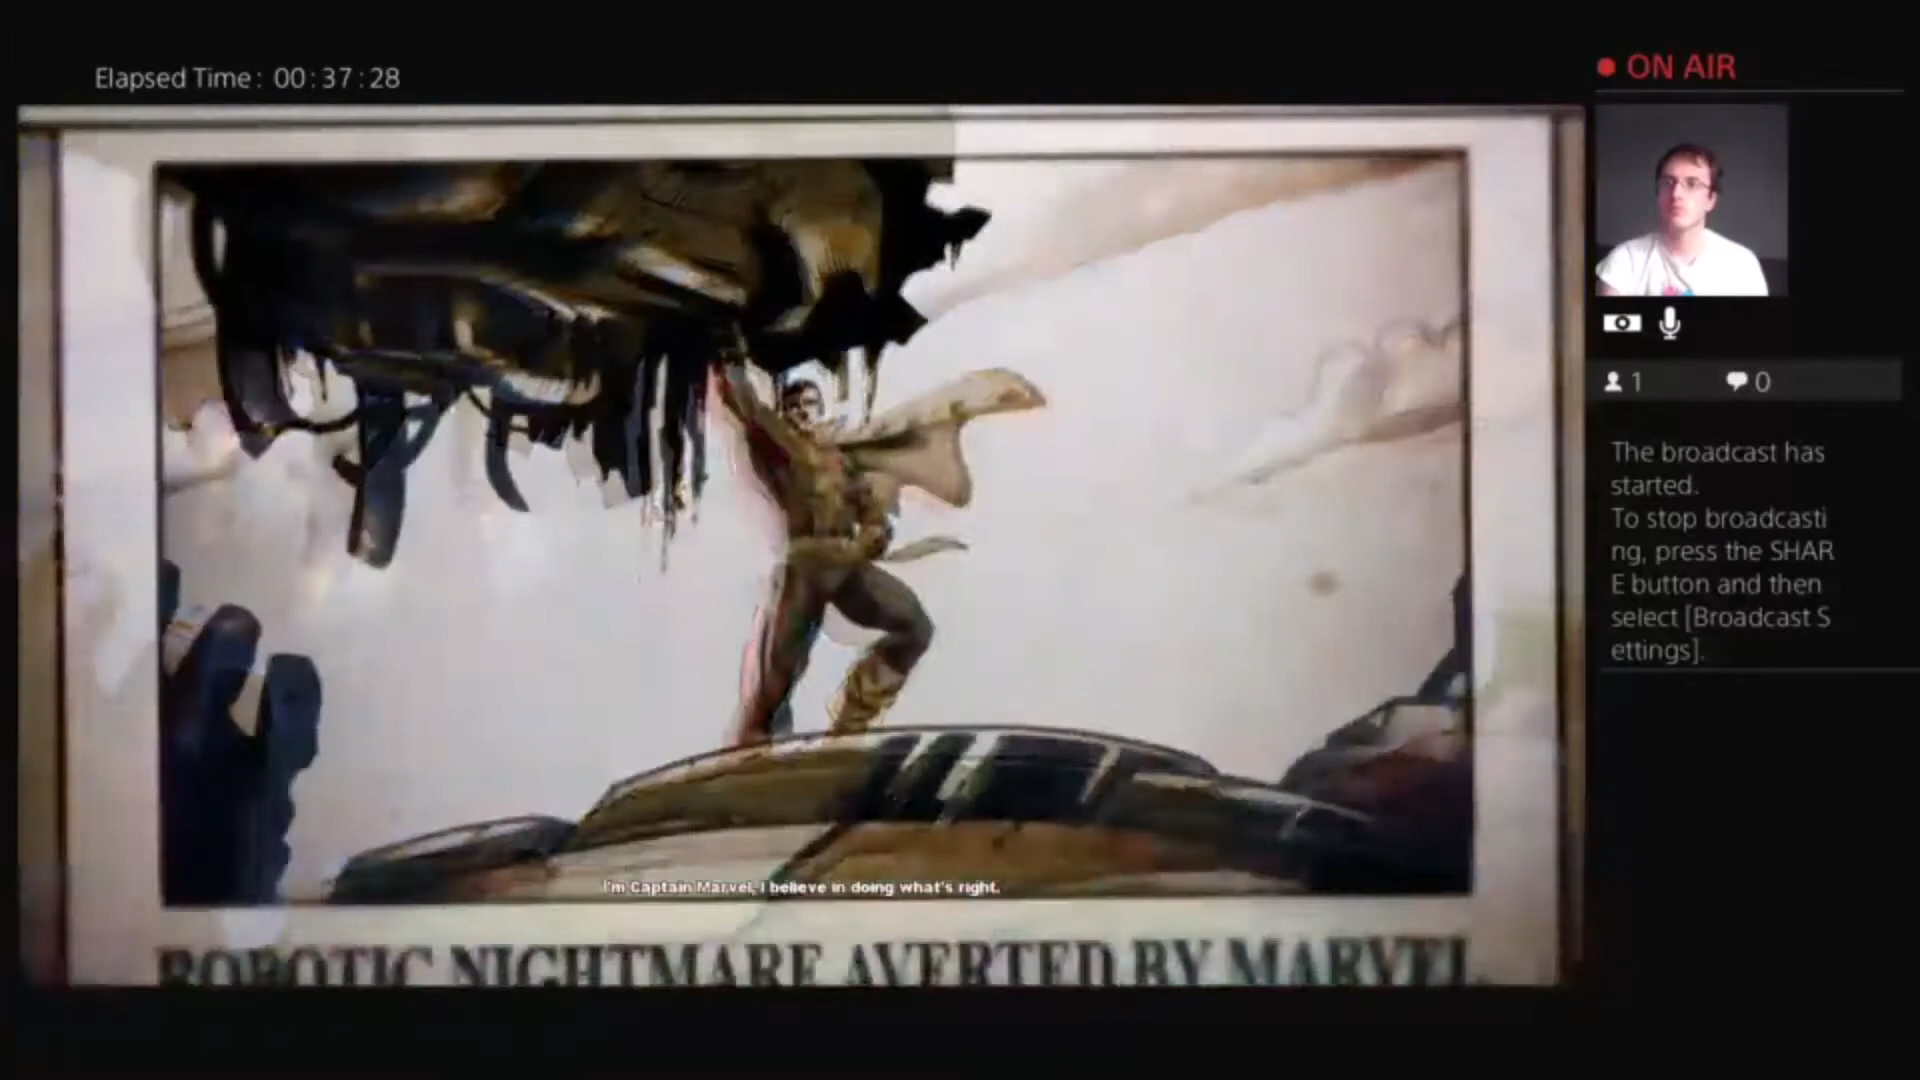 Elapsed Time: 00:37:28
ON AIR
1 0
The broadcast has
started.
To stop broadcasti
ng, press the SHAR
E button and then
select [Broadcast S
ettings].
I'm Captain Marvel, I believe in doing what's right.
ROBOTIC NIGHTMARE AVERTED BY MARVEL